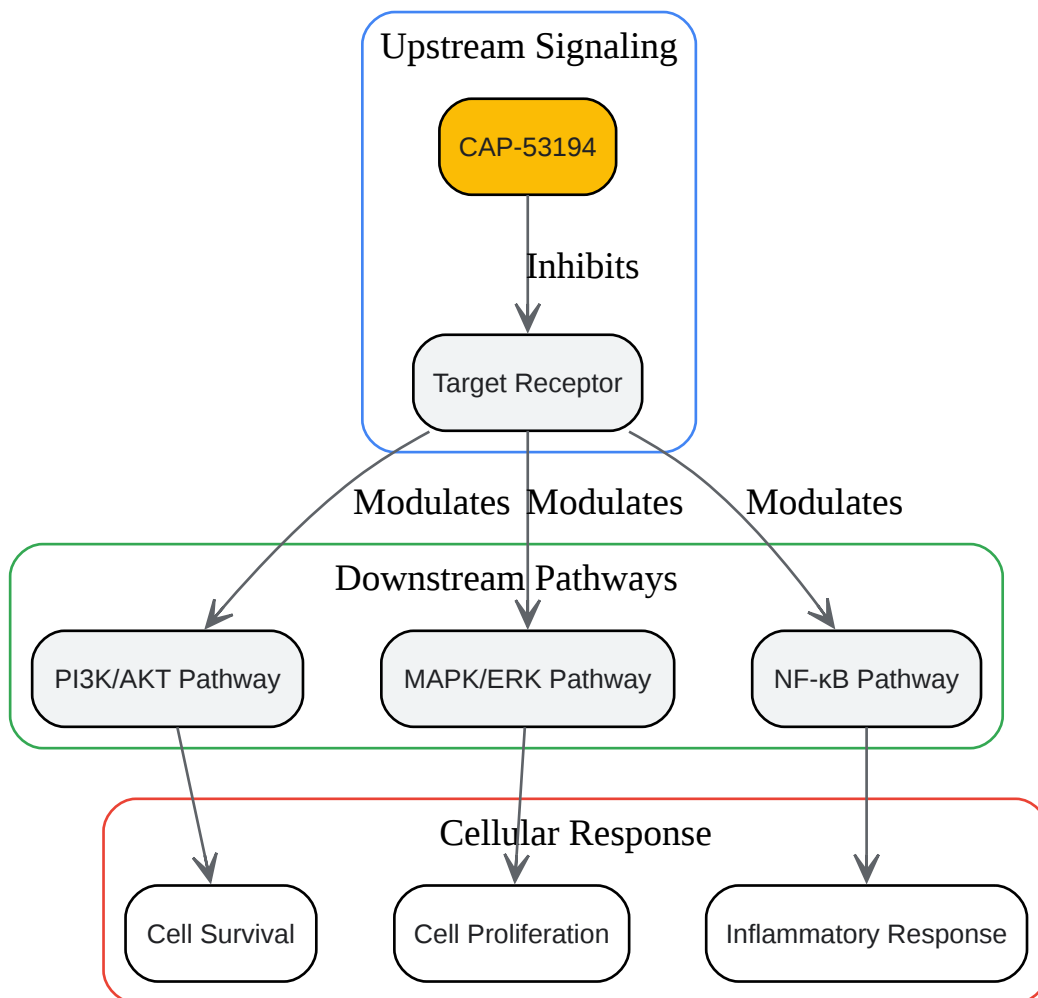 Upstream Signaling
CAP-53194
Inhibits
Target Receptor
Modulates
Modulates
Modulates
Downstream Pathways
PI3K/AKT Pathway
MAPK/ERK Pathway
NF-κB Pathway
Cellular Response
Cell Survival
Cell Proliferation
Inflammatory Response